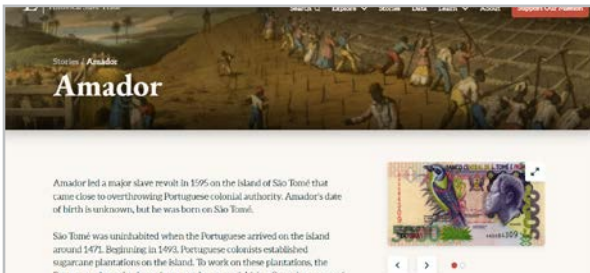 Search Explore Stories Data Learn About Support Our Mission
Stories / Amador
Amador
Amador led a major slave revolt in 1595 on the island of São Tomé that
came close to overthrowing Portuguese colonial authority. Amador's date
of birth is unknown, but he was born on São Tomé.
São Tomé was uninhabited when the Portuguese arrived on the island
around 1471. Beginning in 1493, Portuguese colonists established
sugarcane plantations on the island. To work on these plantations, the
5000